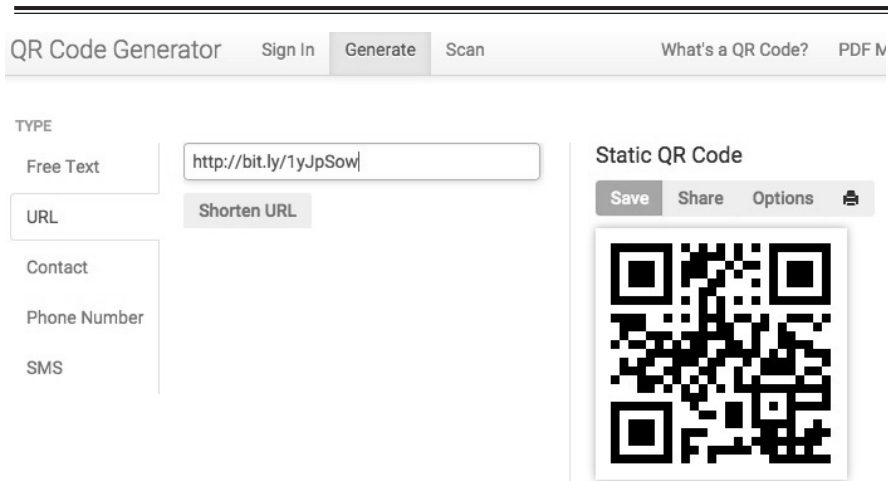 QR Code Generator Sign In Generate Scan What's a QR Code? PDF M
TYPE
Free Text
URL
Contact
Phone Number
SMS
http://bit.ly/1yJpSow
Shorten URL
Static QR Code
Save Share Options